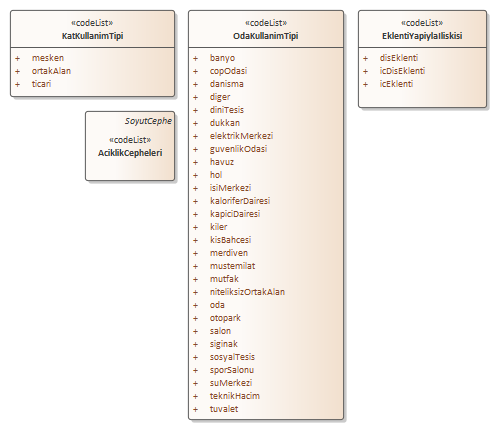 «codeList»
KatKullanimTipi
+ mesken
+ ortakAlan
+ ticari
SoyutCephe
«codeList»
AciklikCepheleri
«codeList»
OdaKullanimTipi
+ banyo
+ copOdasi
+ danisma
+ diger
+ diniTesis
+ dukkan
+ elektrikMerkezi
+ guvenlikOdasi
+ havuz
+ hol
+ isiMerkezi
+ kaloriferDairesi
+ kapiciDairesi
+ kiler
+ kisBahcesi
+ merdiven
+ mustemilat
+ mutfak
+ niteliksizOrtakAlan
+ oda
+ otopark
+ salon
+ siginak
+ sosyalTesis
+ sporSalonu
+ suMerkezi
+ teknikHacim
+ tuvalet
«codeList»
EklentiYapiylaIliskisi
+ disEklenti
+ icDisEklenti
+ icEklenti